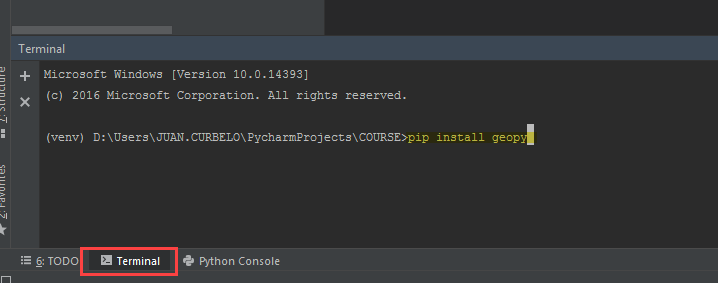 Terminal
Microsoft Windows [Version 10.0.14393]
(c) 2016 Microsoft Corporation. All rights reserved.
(venv) D:\Users\JUAN.CURBELO\PycharmProjects\COURSE>pip install geopy
7: Structure
2: Favorites
6: TODO Terminal Python Console